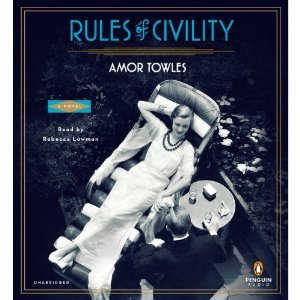 RULES of CIVILITY
AMOR TOWLES
A NOVEL
Read by
Rebecca Lowman
UNABRIDGED
PENGUIN
AUDIO